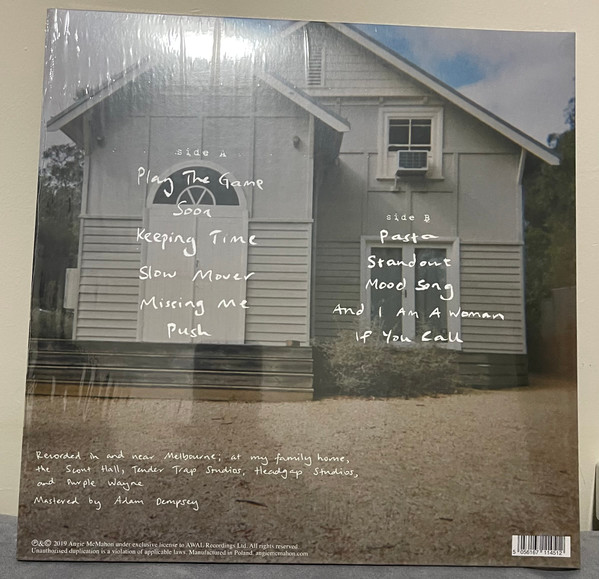 side A
Play The Game
Soon
Keeping Time
Slow Mover
Missing Me
Push
side B
Pasta
Standout
Mood Song
And I Am A Woman
If You Call
Recorded in and near Melbourne; at my family home,
the Scout Hall, Tender Trap Studios, Headgap Studios,
and Purple Wayne
Mastered by Adam Dempsey
℗&© 2019 Angie McMahon under exclusive license to AWAL Recordings Ltd. All rights reserved
Unauthorised duplication is a violation of applicable laws. Manufactured in Poland. angiemcmahon.com